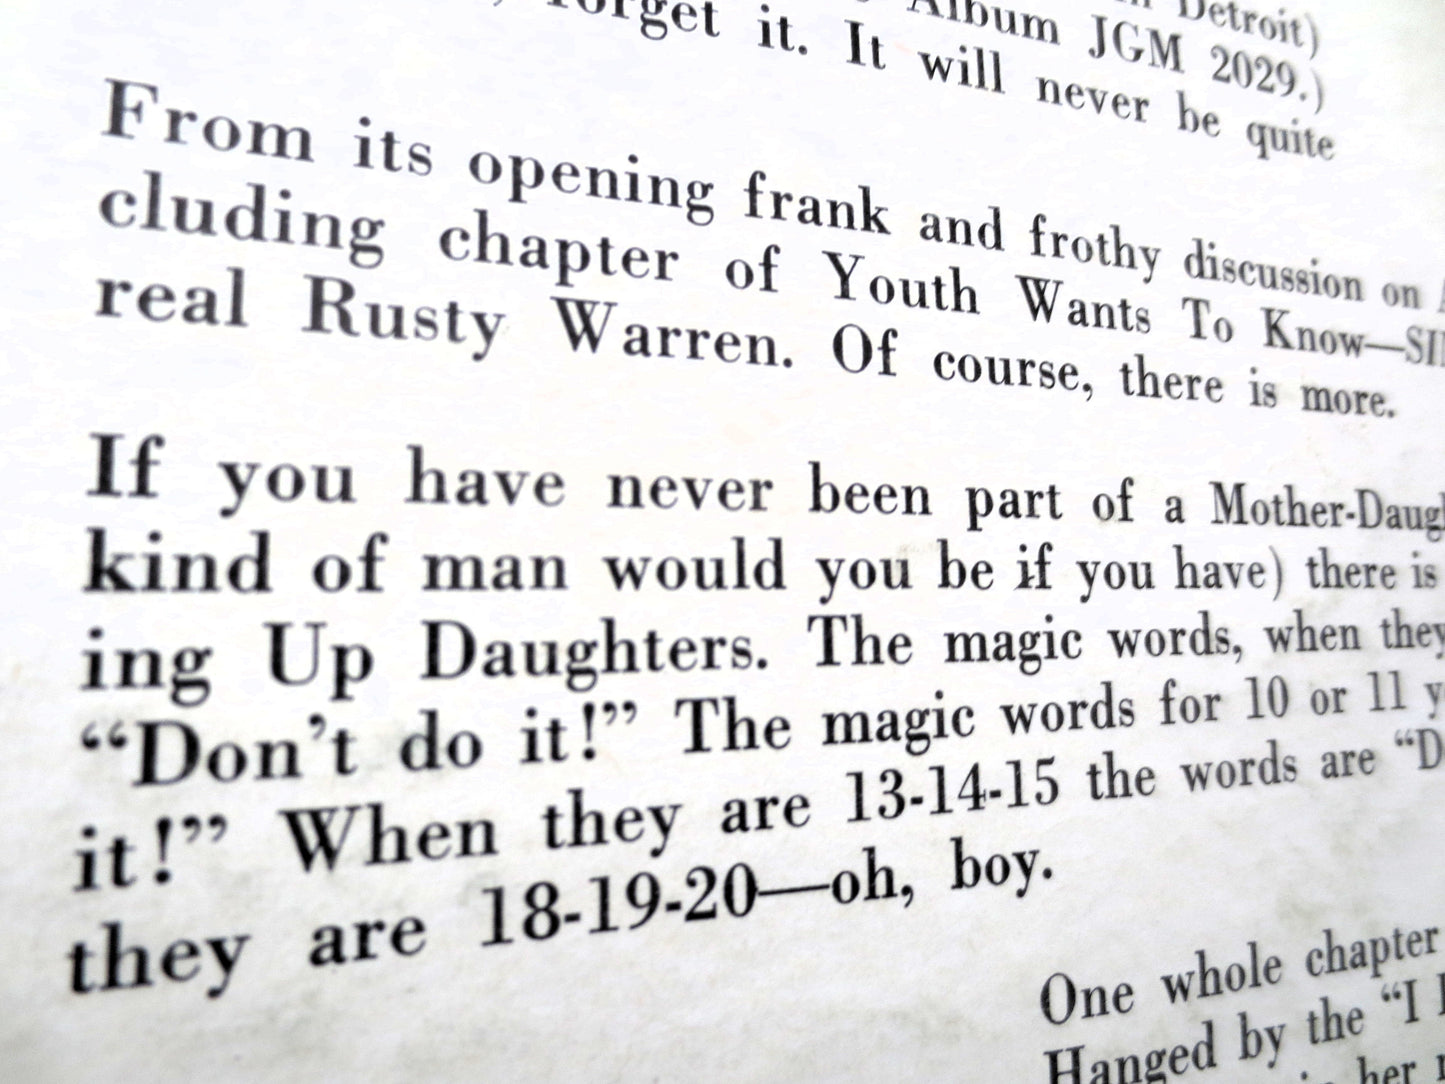 Detroit)
Album JGM 2029.)
forget it. It will never be quite
From its opening frank and frothy discussion on
cluding chapter of Youth Wants To Know—
real Rusty Warren. Of course, there is more.
If you have never been part of a Mother-Daugh
kind of man would you be if you have) there is
ing Up Daughters. The magic words, when they
“Don’t do it!” The magic words for 10 or 11 y
it!” When they are 13-14-15 the words are “D
they are 18-19-20—oh, boy.
One whole chapter
Hanged by the “I
her